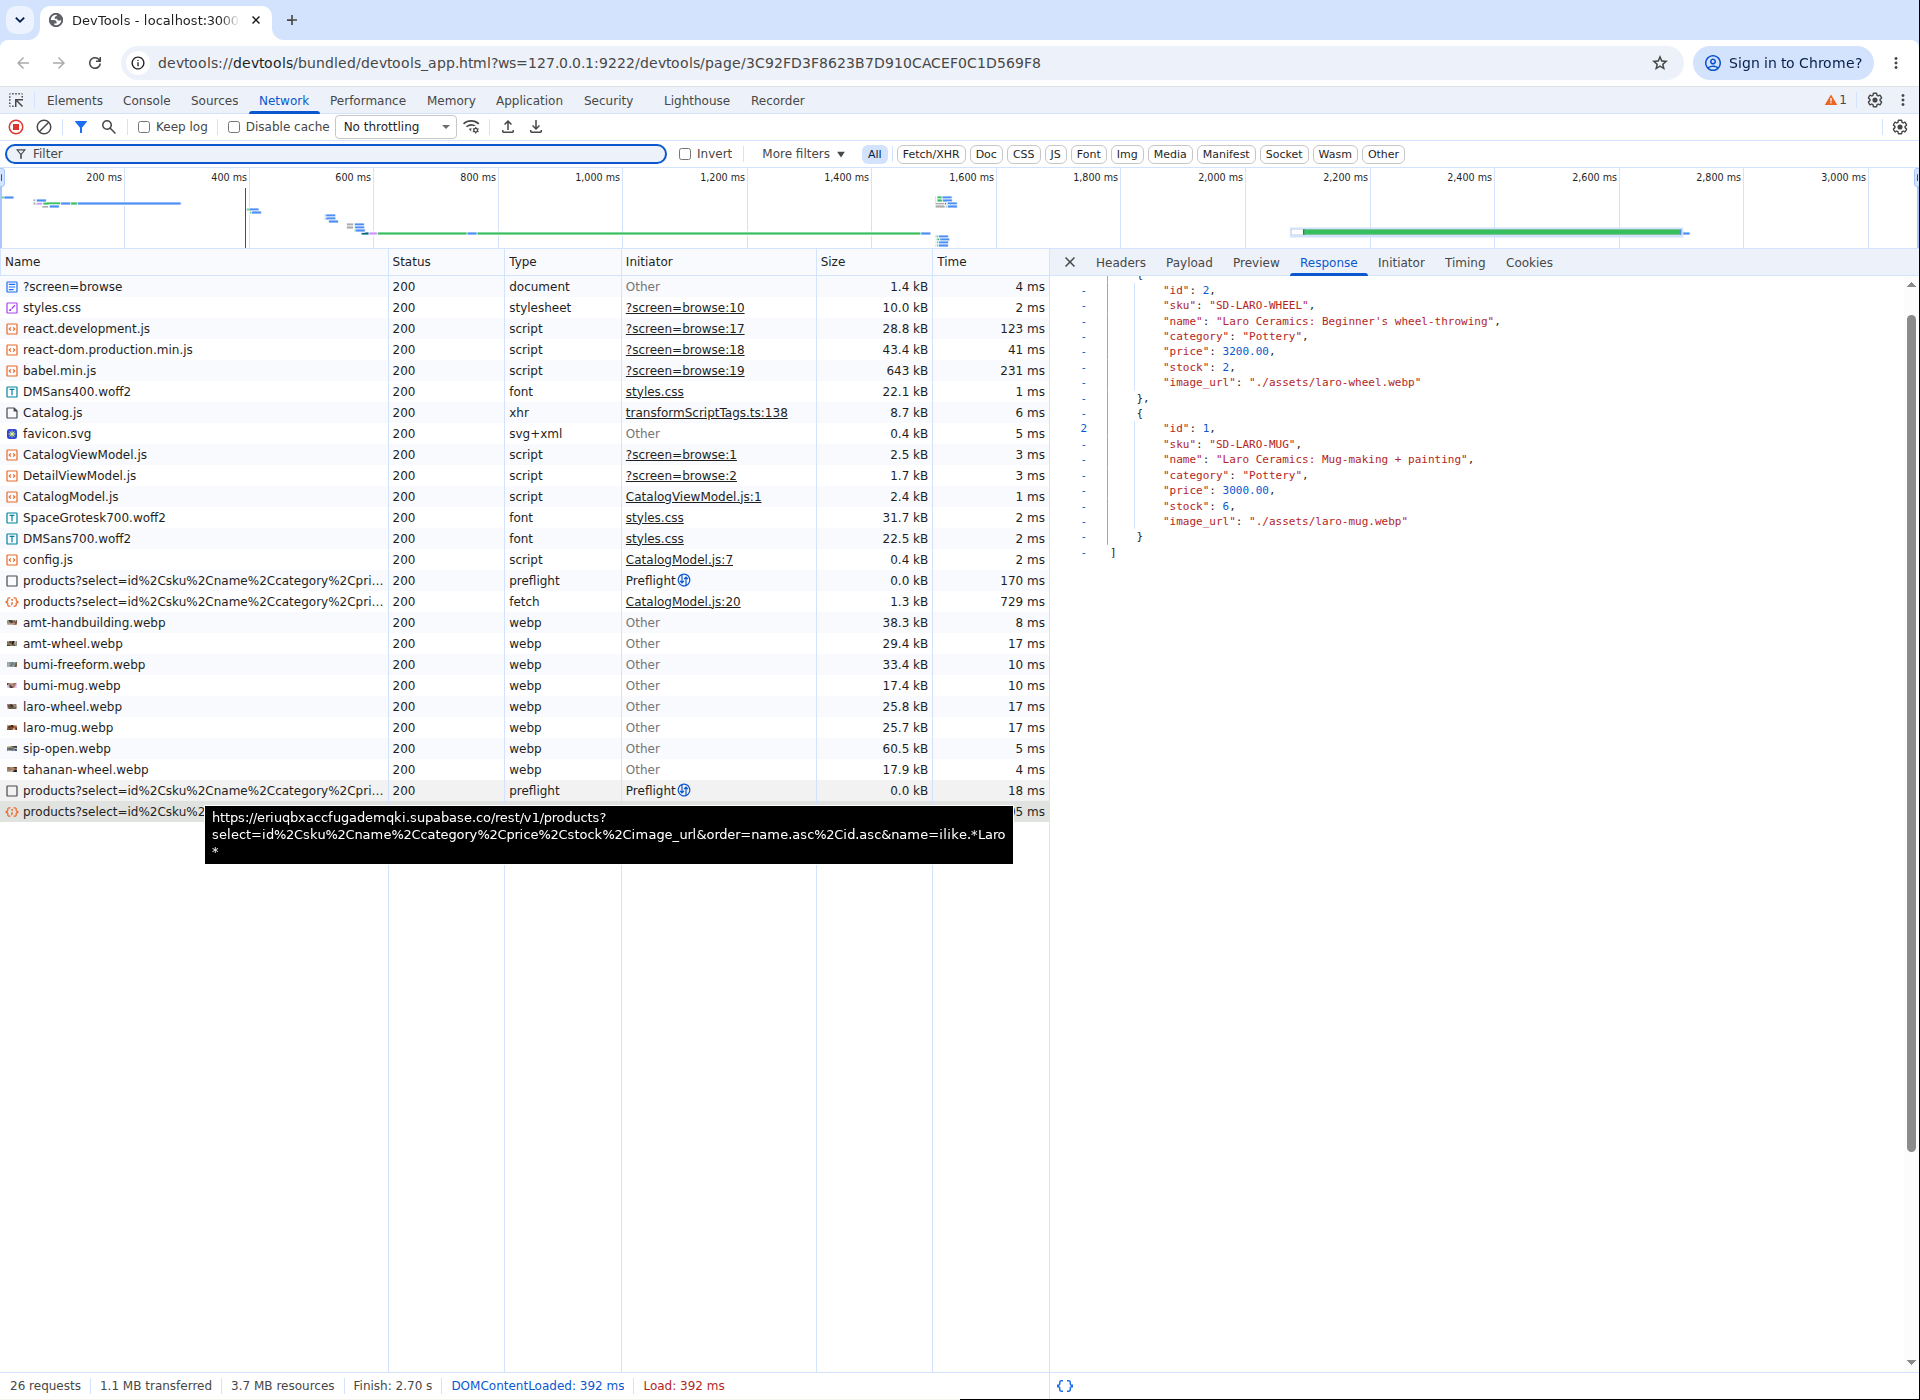 DevTools - localhost:3000
devtools://devtools/bundled/devtools_app.html?ws=127.0.0.1:9222/devtools/page/3C92FD3F8623B7D910CACEF0C1D569F8
Sign in to Chrome?
Elements Console Sources Network Performance Memory Application Security Lighthouse Recorder 1
Keep log Disable cache No throttling
Filter Invert More filters All Fetch/XHR Doc CSS JS Font Img Media Manifest Socket Wasm Other
200 ms 400 ms 600 ms 800 ms 1,000 ms 1,200 ms 1,400 ms 1,600 ms 1,800 ms 2,000 ms 2,200 ms 2,400 ms 2,600 ms 2,800 ms 3,000 ms
Name Status Type Initiator Size Time
?screen=browse 200 document Other 1.4 kB 4 ms
styles.css 200 stylesheet ?screen=browse:10 10.0 kB 2 ms
react.development.js 200 script ?screen=browse:17 28.8 kB 123 ms
react-dom.production.min.js 200 script ?screen=browse:18 43.4 kB 41 ms
babel.min.js 200 script ?screen=browse:19 643 kB 231 ms
DMSans400.woff2 200 font styles.css 22.1 kB 1 ms
Catalog.js 200 xhr transformScriptTags.ts:138 8.7 kB 6 ms
favicon.svg 200 svg+xml Other 0.4 kB 5 ms
CatalogViewModel.js 200 script ?screen=browse:1 2.5 kB 3 ms
DetailViewModel.js 200 script ?screen=browse:2 1.7 kB 3 ms
CatalogModel.js 200 script CatalogViewModel.js:1 2.4 kB 1 ms
SpaceGrotesk700.woff2 200 font styles.css 31.7 kB 2 ms
DMSans700.woff2 200 font styles.css 22.5 kB 2 ms
config.js 200 script CatalogModel.js:7 0.4 kB 2 ms
products?select=id%2Csku%2Cname%2Ccategory%2Cpri... 200 preflight Preflight 0.0 kB 170 ms
products?select=id%2Csku%2Cname%2Ccategory%2Cpri... 200 fetch CatalogModel.js:20 1.3 kB 729 ms
amt-handbuilding.webp 200 webp Other 38.3 kB 8 ms
amt-wheel.webp 200 webp Other 29.4 kB 17 ms
bumi-freeform.webp 200 webp Other 33.4 kB 10 ms
bumi-mug.webp 200 webp Other 17.4 kB 10 ms
laro-wheel.webp 200 webp Other 25.8 kB 17 ms
laro-mug.webp 200 webp Other 25.7 kB 17 ms
sip-open.webp 200 webp Other 60.5 kB 5 ms
tahanan-wheel.webp 200 webp Other 17.9 kB 4 ms
products?select=id%2Csku%2Cname%2Ccategory%2Cpri... 200 preflight Preflight 0.0 kB 18 ms
products?select=id%2Csku%2 5 ms
https://eriuqbxaccfugademqki.supabase.co/rest/v1/products?
select=id%2Csku%2Cname%2Ccategory%2Cprice%2Cstock%2Cimage_url&order=name.asc%2Cid.asc&name=ilike.*Laro
*
Headers Payload Preview Response Initiator Timing Cookies
{
- "id": 2,
- "sku": "SD-LARO-WHEEL",
- "name": "Laro Ceramics: Beginner's wheel-throwing",
- "category": "Pottery",
- "price": 3200.00,
- "stock": 2,
- "image_url": "./assets/laro-wheel.webp"
- },
- {
2 "id": 1,
- "sku": "SD-LARO-MUG",
- "name": "Laro Ceramics: Mug-making + painting",
- "category": "Pottery",
- "price": 3000.00,
- "stock": 6,
- "image_url": "./assets/laro-mug.webp"
- }
- ]
26 requests 1.1 MB transferred 3.7 MB resources Finish: 2.70 s DOMContentLoaded: 392 ms Load: 392 ms {}